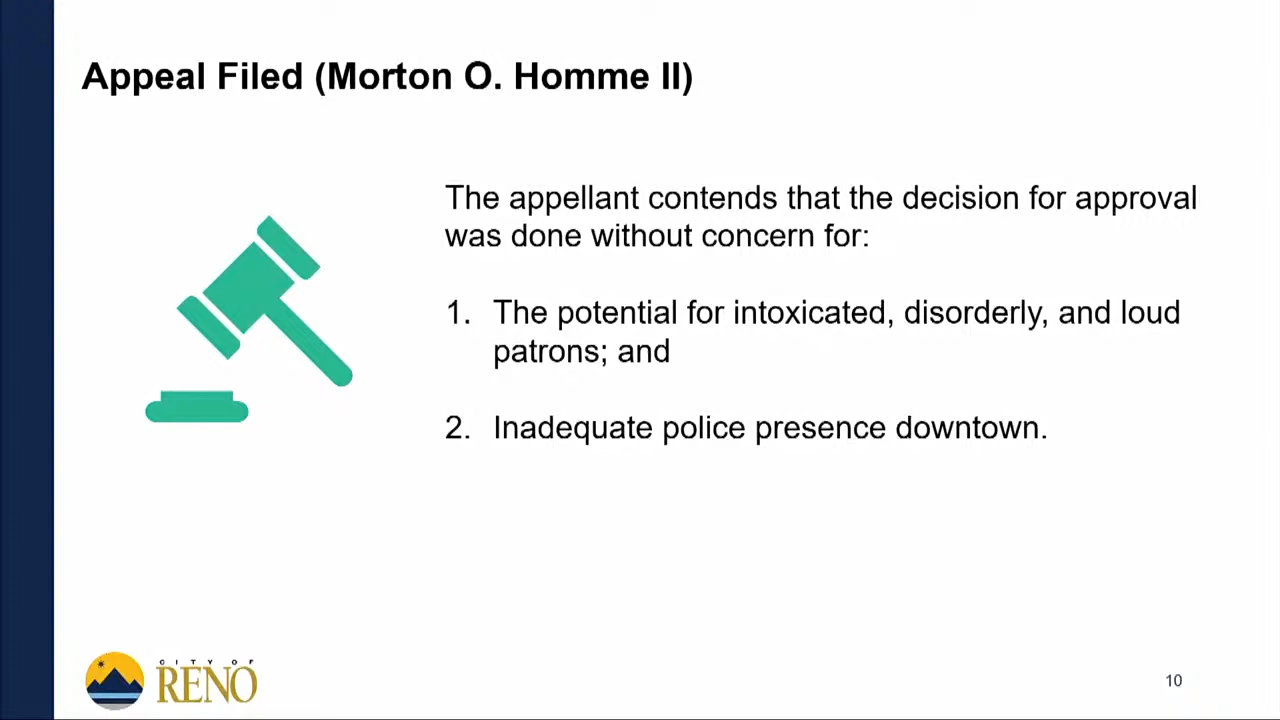 Appeal Filed (Morton O. Homme II)
The appellant contends that the decision for approval
was done without concern for:
1. The potential for intoxicated, disorderly, and loud
patrons; and
2. Inadequate police presence downtown.
CITY OF
RENO
10